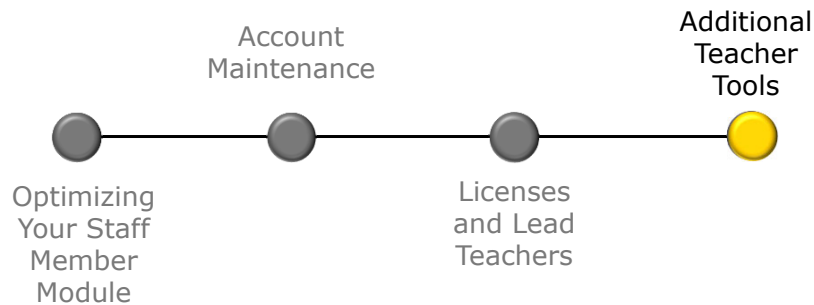 Optimizing
Your Staff
Member
Module
Account
Maintenance
Licenses
and Lead
Teachers
Additional
Teacher
Tools